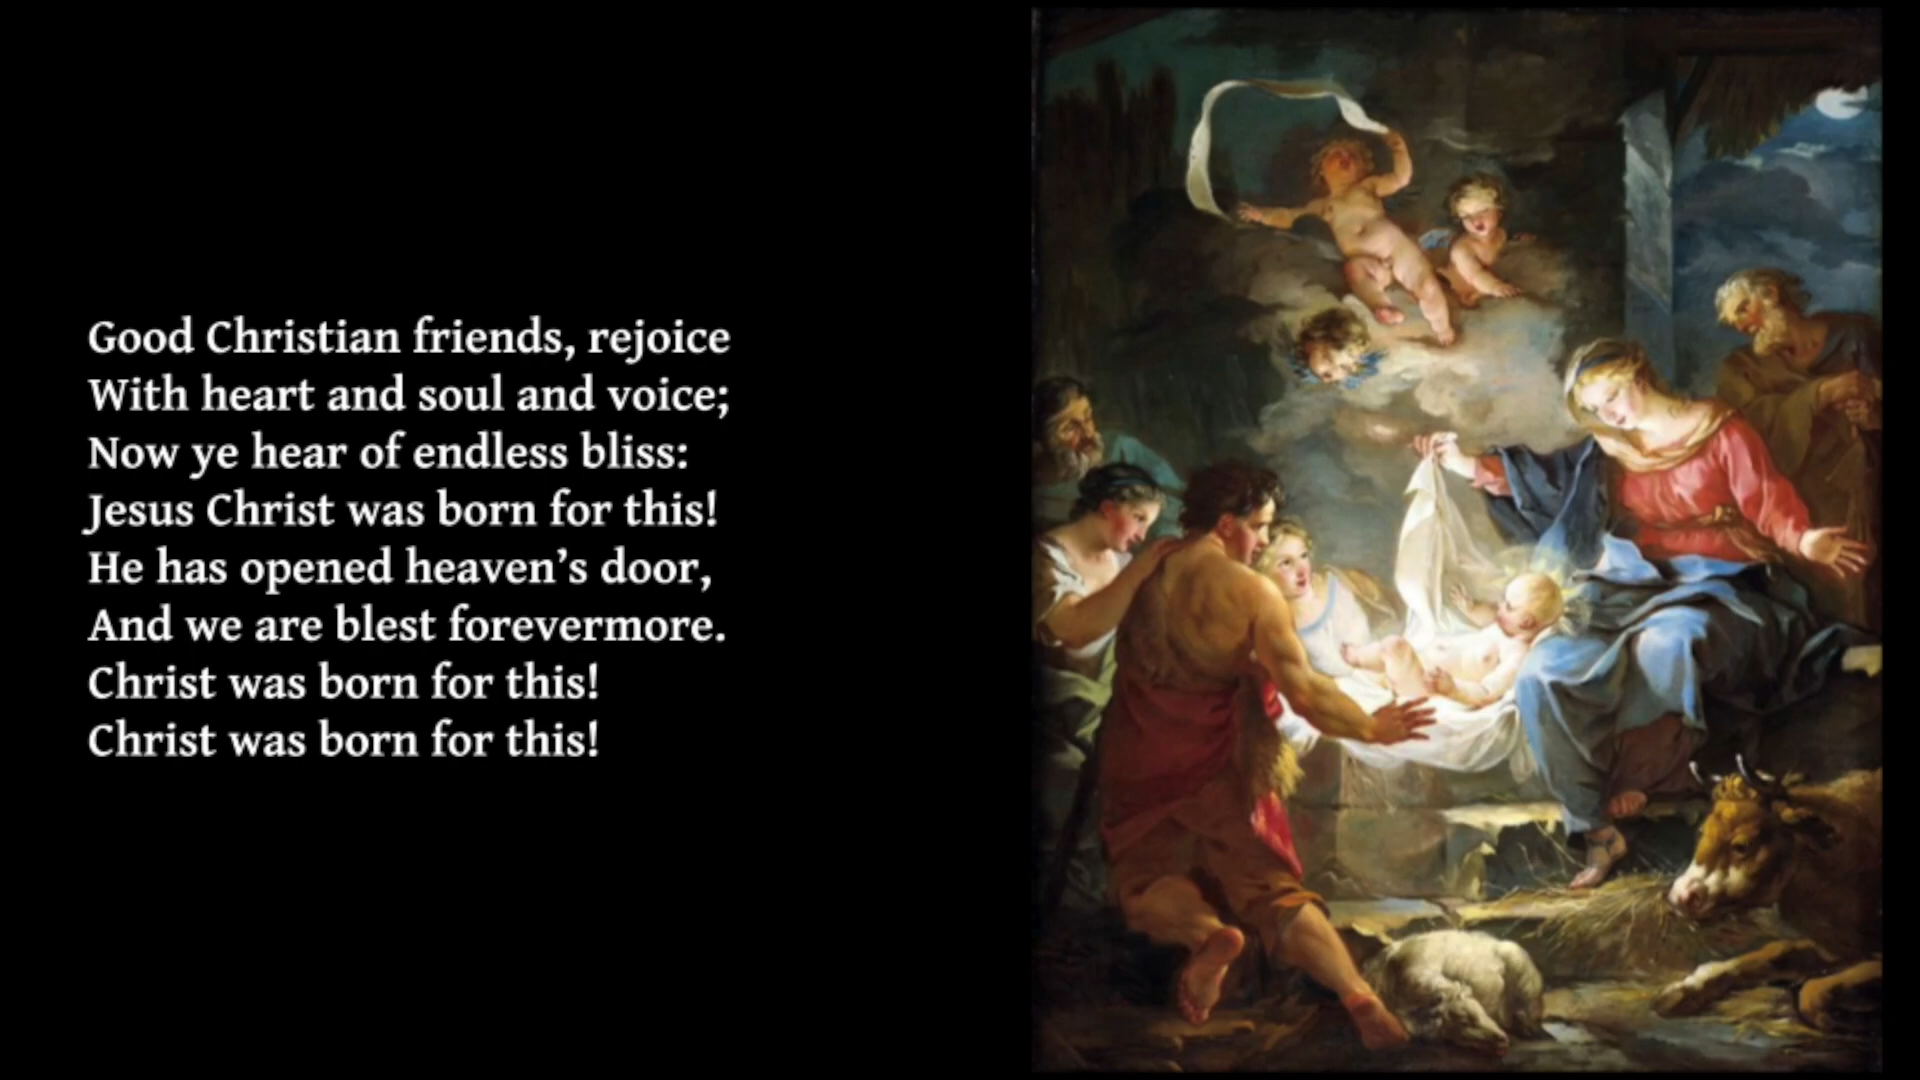 Good Christian friends, rejoice
With heart and soul and voice;
Now ye hear of endless bliss:
Jesus Christ was born for this!
He has opened heaven’s door,
And we are blest forevermore.
Christ was born for this!
Christ was born for this!